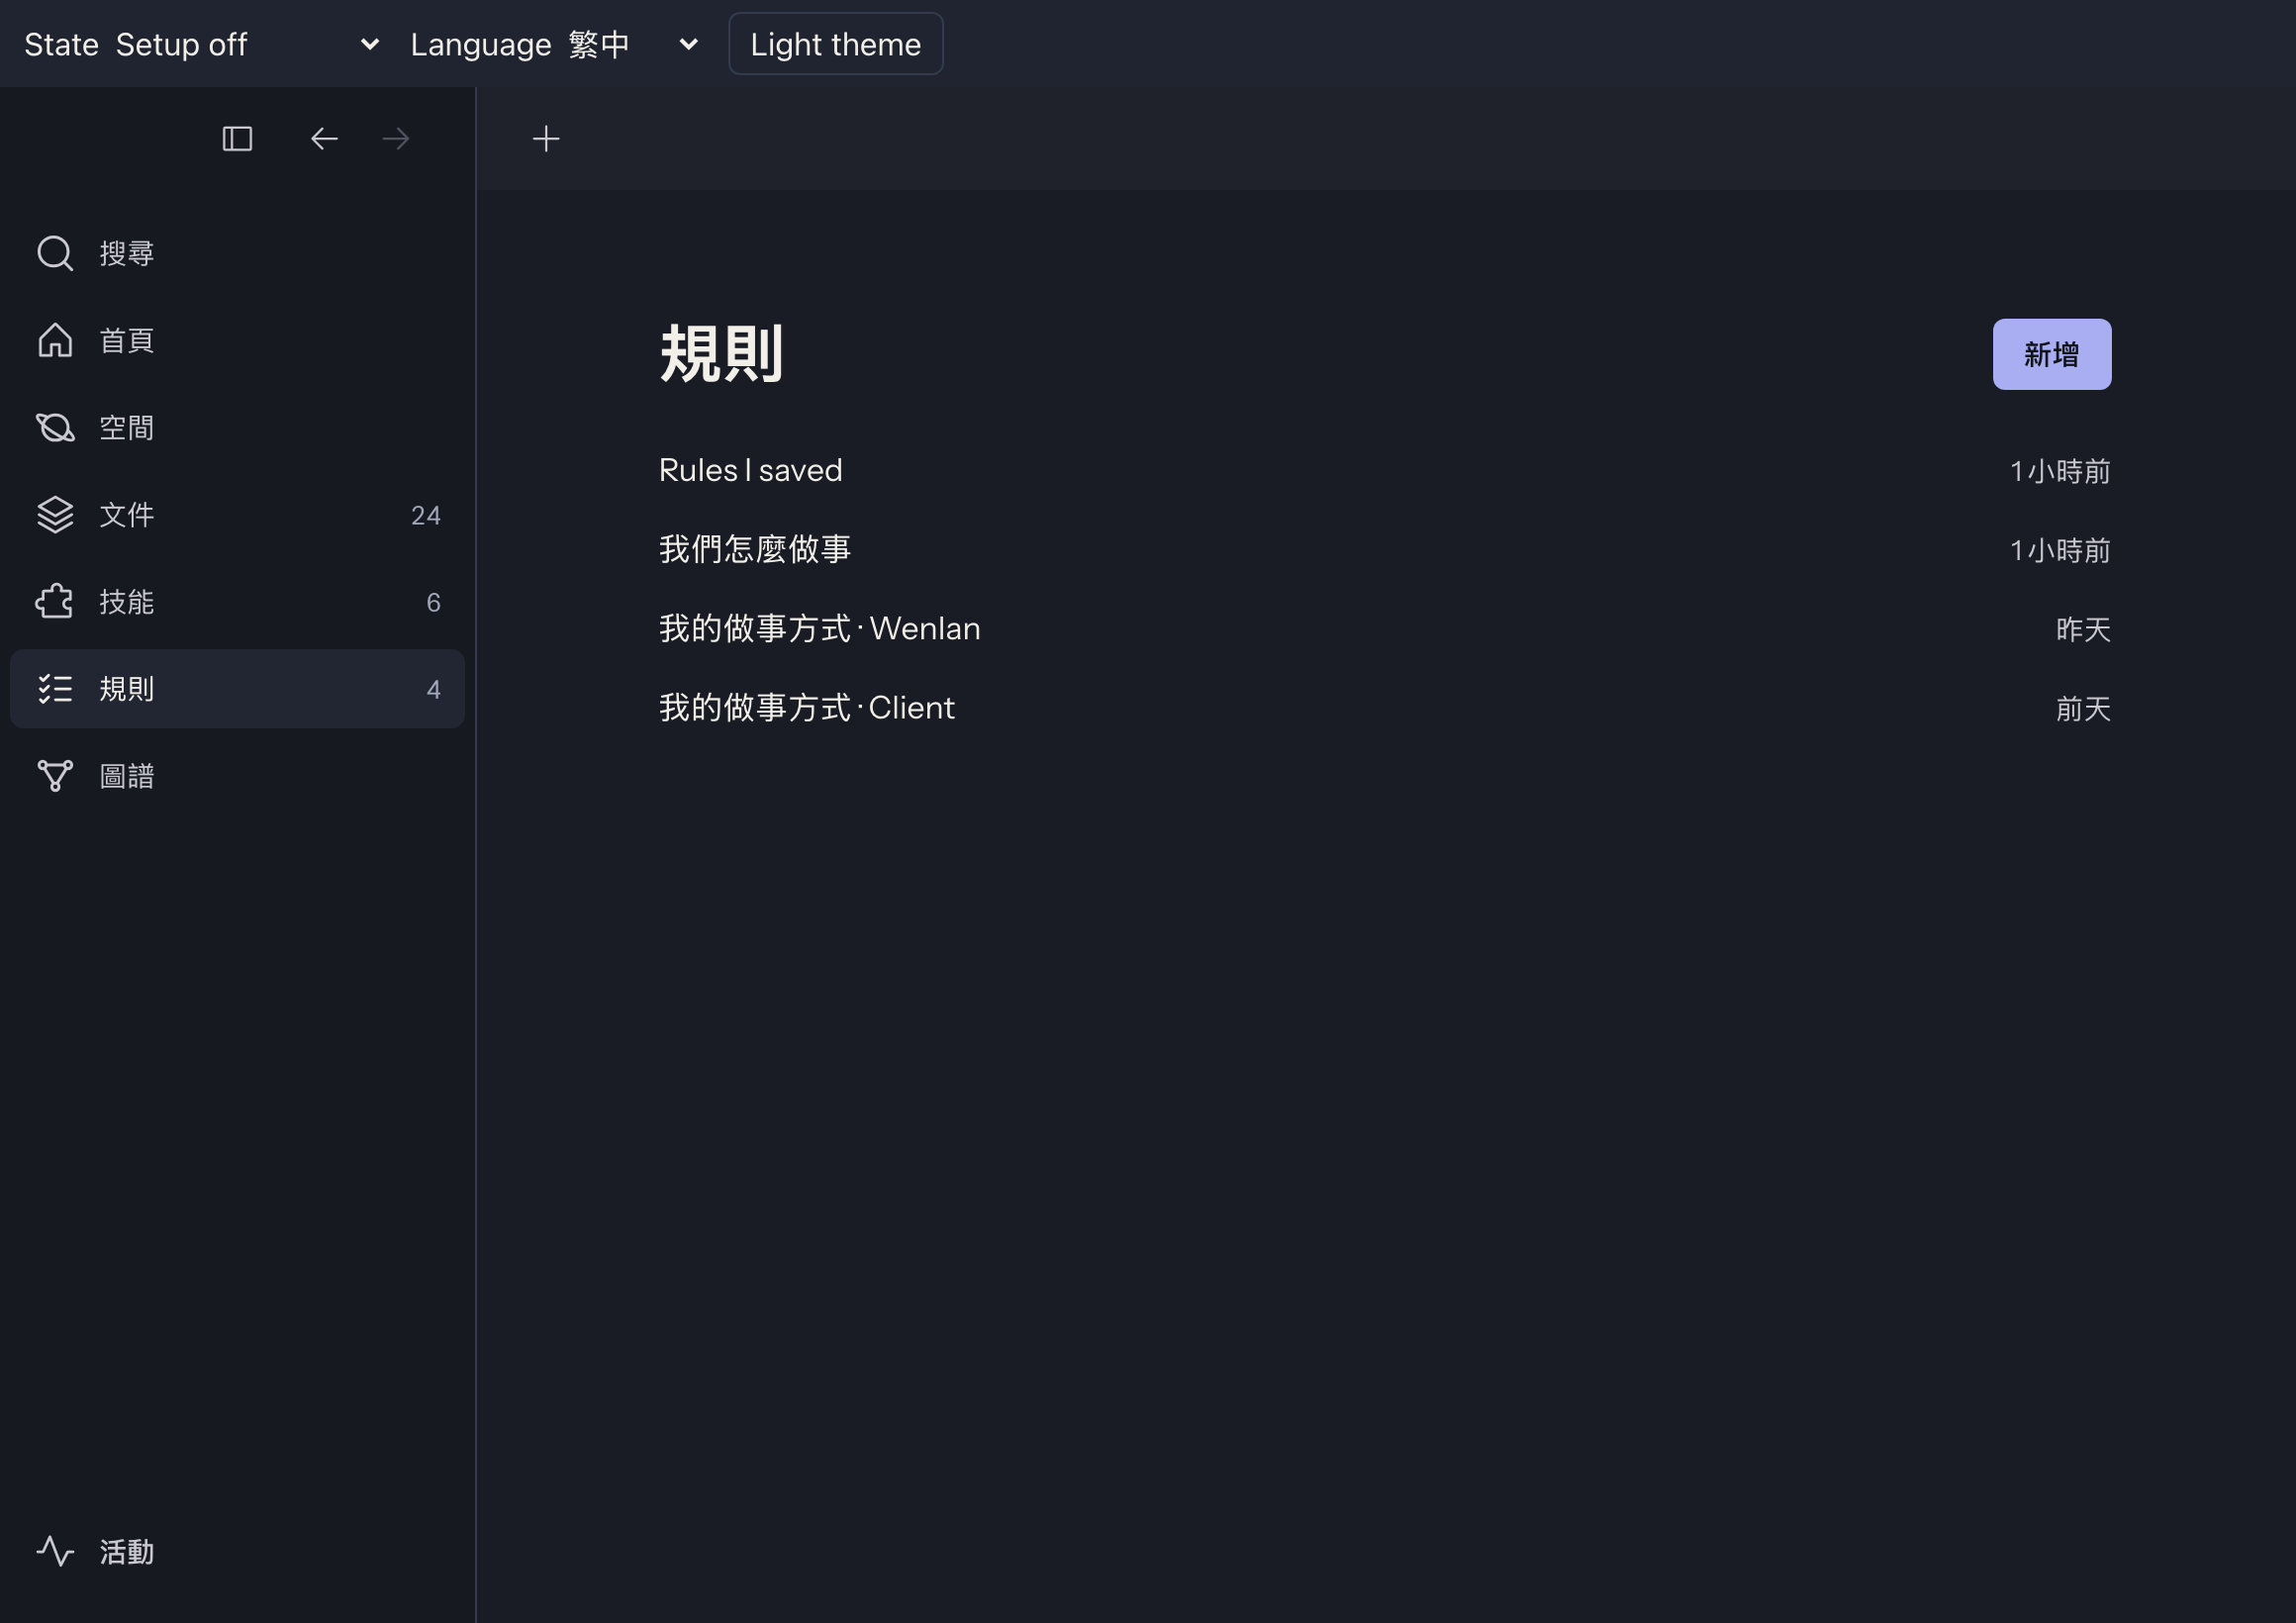 State Setup off Language 繁中 Light theme
搜尋
首頁
空間
文件 24
技能 6
規則 4
圖譜
活動
規則 新增
Rules I saved 1 小時前
我們怎麼做事 1 小時前
我的做事方式 · Wenlan 昨天
我的做事方式 · Client 前天